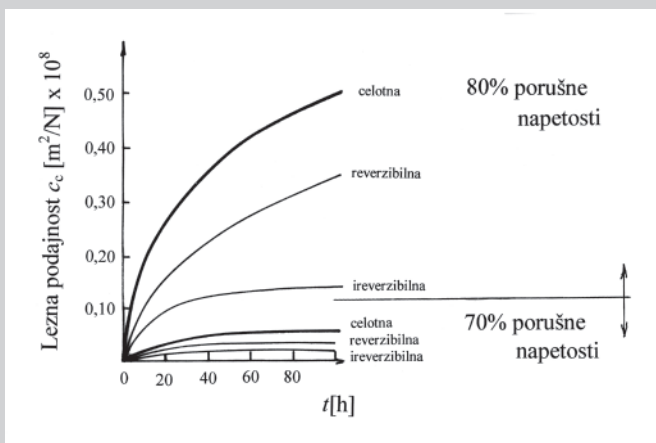 Lezna podajnost c_c [m²/N] x 10⁸
0,50
0,40
0,30
0,20
0,10
0
20
40
60
80
t[h]
celotna
reverzibilna
ireverzibilna
80% porušne
napetosti
celotna
reverzibilna
ireverzibilna
70% porušne
napetosti